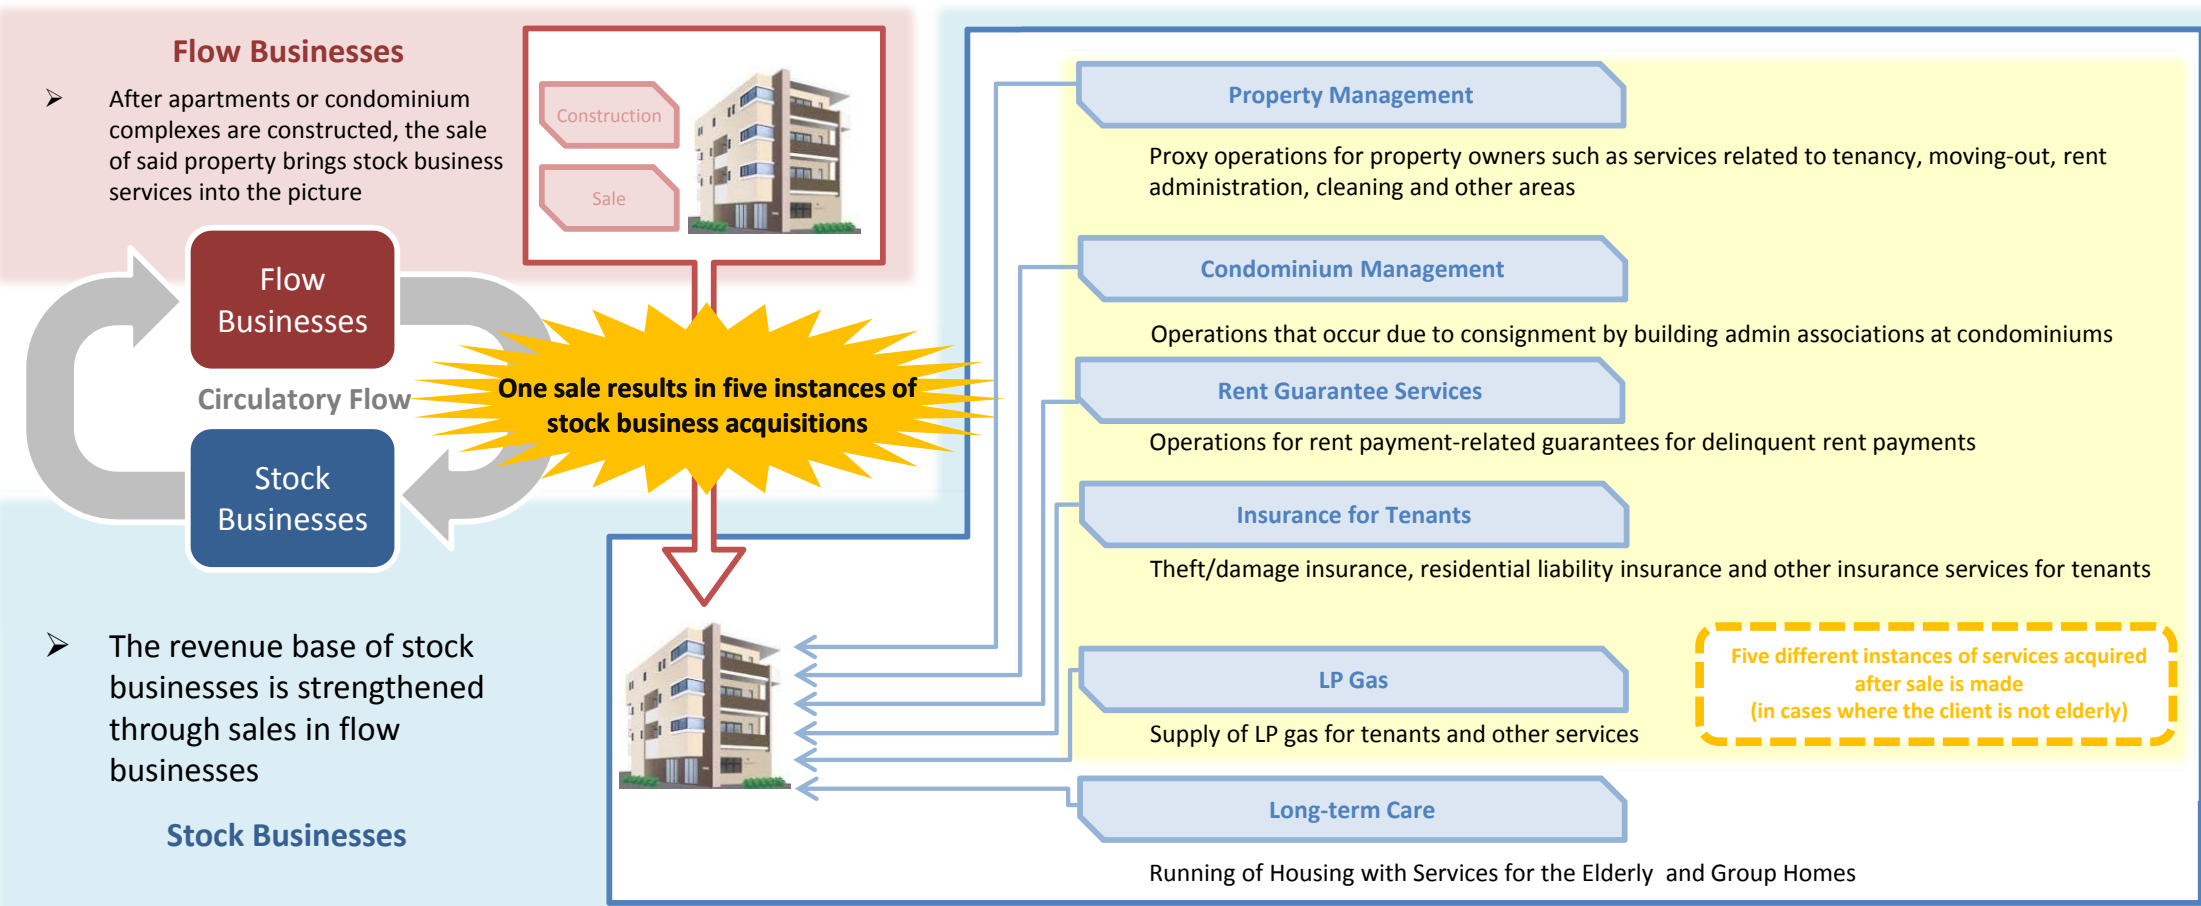 Flow Businesses
➢ After apartments or condominium
complexes are constructed, the sale
of said property brings stock business
services into the picture
Construction
Sale
Flow
Businesses
Circulatory Flow
Stock
Businesses
One sale results in five instances of
stock business acquisitions
➢ The revenue base of stock
businesses is strengthened
through sales in flow
businesses
Stock Businesses
Property Management
Proxy operations for property owners such as services related to tenancy, moving-out, rent
administration, cleaning and other areas
Condominium Management
Operations that occur due to consignment by building admin associations at condominiums
Rent Guarantee Services
Operations for rent payment-related guarantees for delinquent rent payments
Insurance for Tenants
Theft/damage insurance, residential liability insurance and other insurance services for tenants
LP Gas
Supply of LP gas for tenants and other services
Five different instances of services acquired
after sale is made
(in cases where the client is not elderly)
Long-term Care
Running of Housing with Services for the Elderly and Group Homes